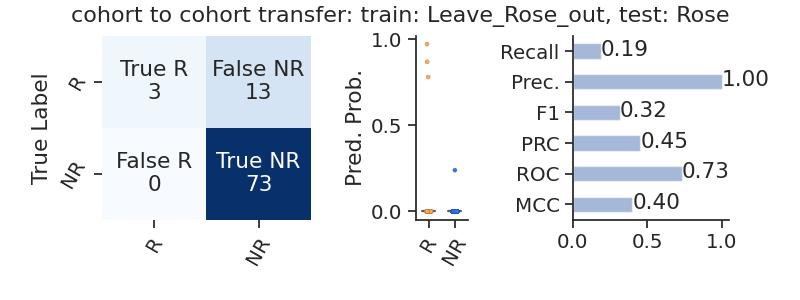 cohort to cohort transfer: train: Leave_Rose_out, test: Rose
True Label
R
NR
True R
3
False NR
13
False R
0
True NR
73
R
NR
Pred. Prob.
1.0
0.5
0.0
R
NR
Recall
0.19
Prec.
1.00
F1
0.32
PRC
0.45
ROC
0.73
MCC
0.40
0.0
0.5
1.0